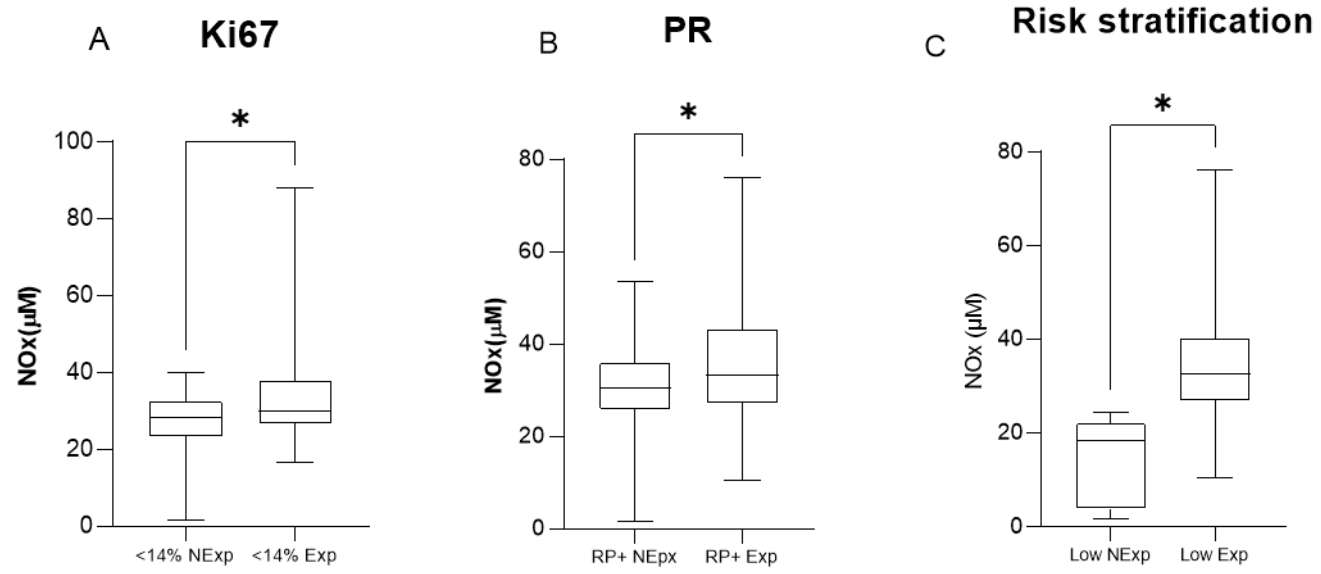 A
Ki67
*
100
80
60
40
20
0
NOx(µM)
<14% NExp
<14% Exp
B
PR
*
80
60
40
20
0
NOx(µM)
RP+ NEpx
RP+ Exp
C
Risk stratification
*
80
60
40
20
0
NOx (µM)
Low NExp
Low Exp